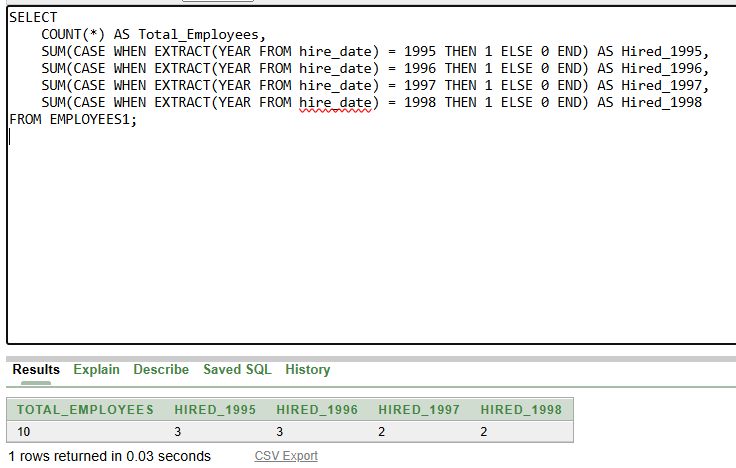 SELECT
    COUNT(*) AS Total_Employees,
    SUM(CASE WHEN EXTRACT(YEAR FROM hire_date) = 1995 THEN 1 ELSE 0 END) AS Hired_1995,
    SUM(CASE WHEN EXTRACT(YEAR FROM hire_date) = 1996 THEN 1 ELSE 0 END) AS Hired_1996,
    SUM(CASE WHEN EXTRACT(YEAR FROM hire_date) = 1997 THEN 1 ELSE 0 END) AS Hired_1997,
    SUM(CASE WHEN EXTRACT(YEAR FROM hire_date) = 1998 THEN 1 ELSE 0 END) AS Hired_1998
FROM EMPLOYEES1;
Results Explain Describe Saved SQL History
TOTAL_EMPLOYEES HIRED_1995 HIRED_1996 HIRED_1997 HIRED_1998
10 3 3 2 2
1 rows returned in 0.03 seconds CSV Export